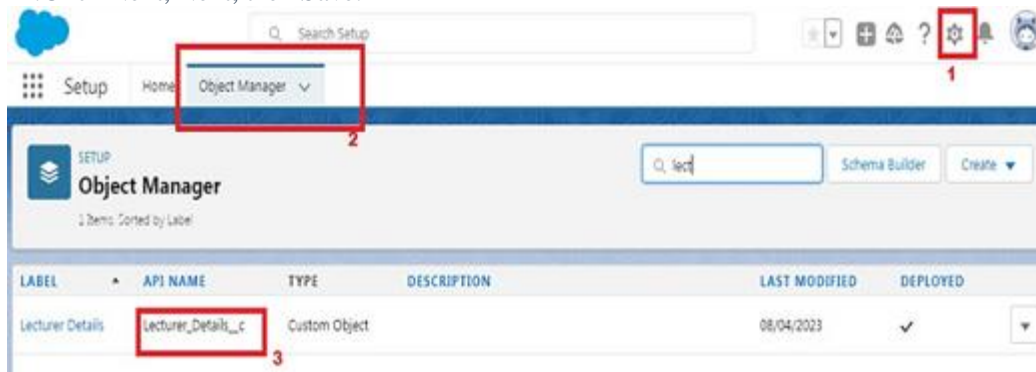 Search Setup
1
Setup
Home
Object Manager
2
SETUP
Object Manager
Sorted by Label
lect
Schema Builder
Create
LABEL API NAME TYPE DESCRIPTION LAST MODIFIED DEPLOYED
Lecturer Details Lecturer_Details__c Custom Object 08/04/2023
3